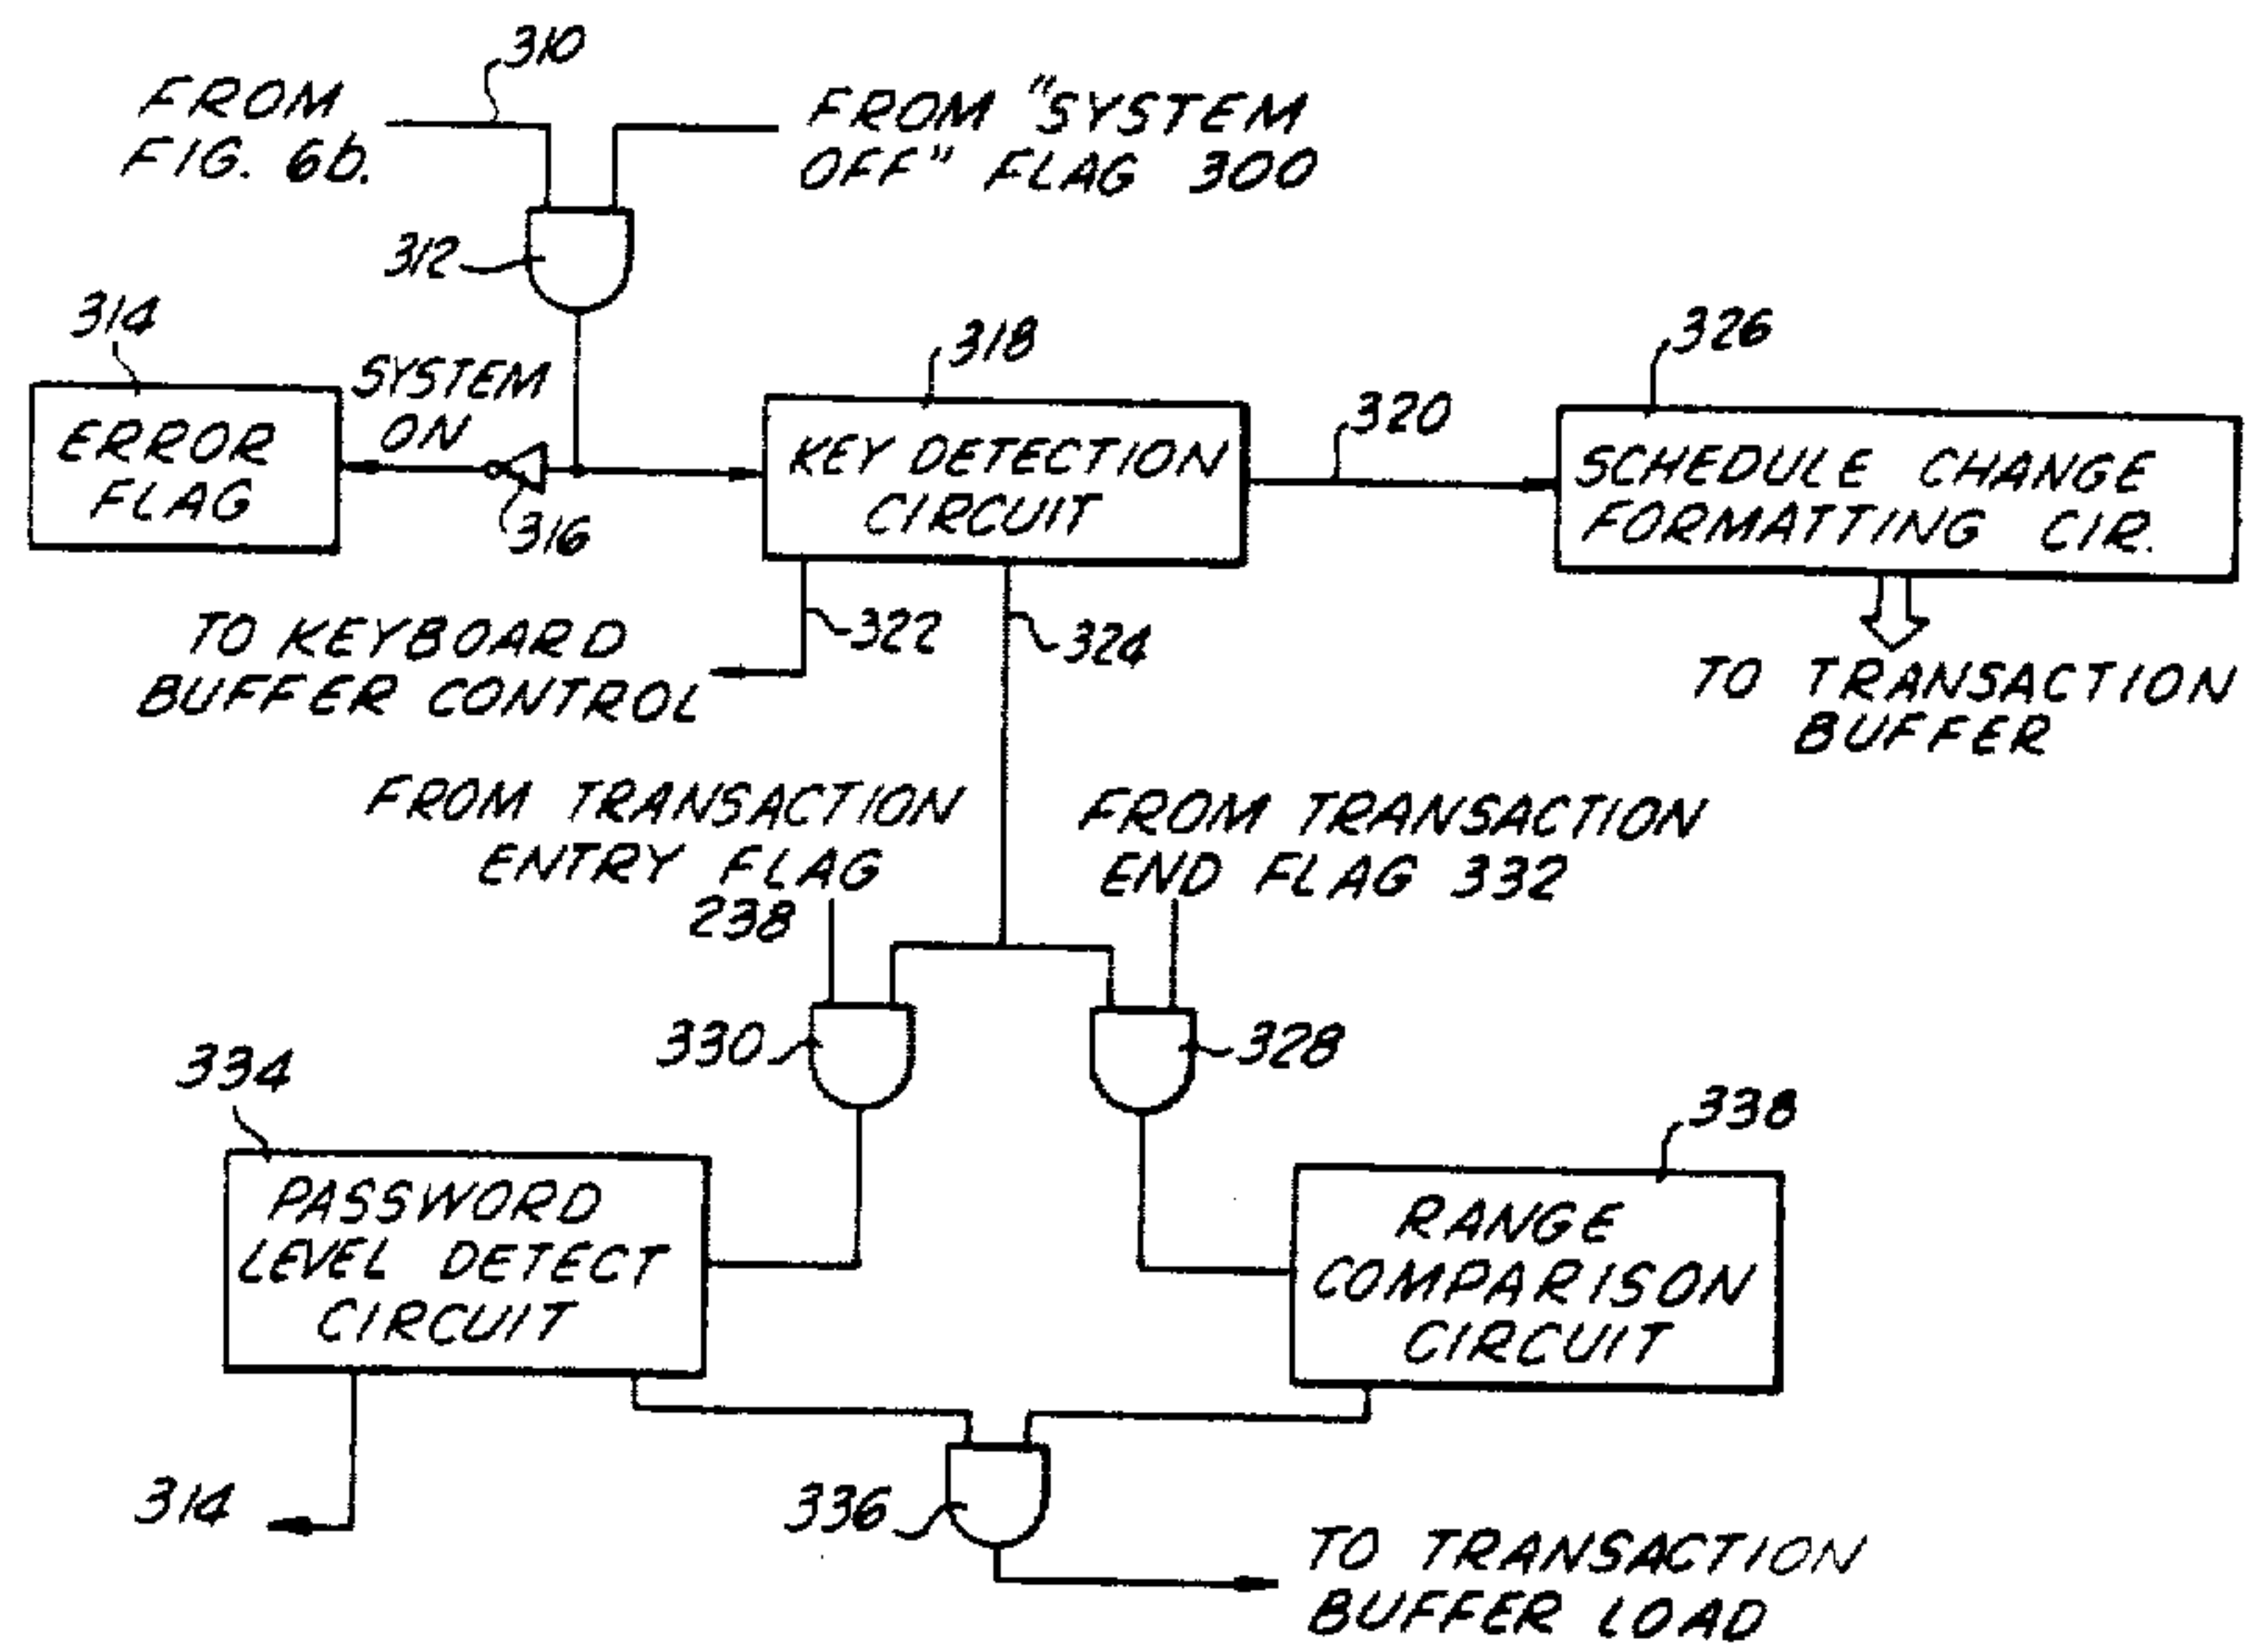 310
FROM
FIG. 6b.
FROM "SYSTEM
OFF" FLAG 300
312
314
SYSTEM
ON
ERROR
FLAG
316
318
KEY DETECTION
CIRCUIT
320
326
SCHEDULE CHANGE
FORMATTING CIR.
322
324
TO KEYBOARD
BUFFER CONTROL
TO TRANSACTION
BUFFER
FROM TRANSACTION
ENTRY FLAG
238
FROM TRANSACTION
END FLAG 332
330
328
334
PASSWORD
LEVEL DETECT
CIRCUIT
338
RANGE
COMPARISON
CIRCUIT
314
336
TO TRANSACTION
BUFFER LOAD